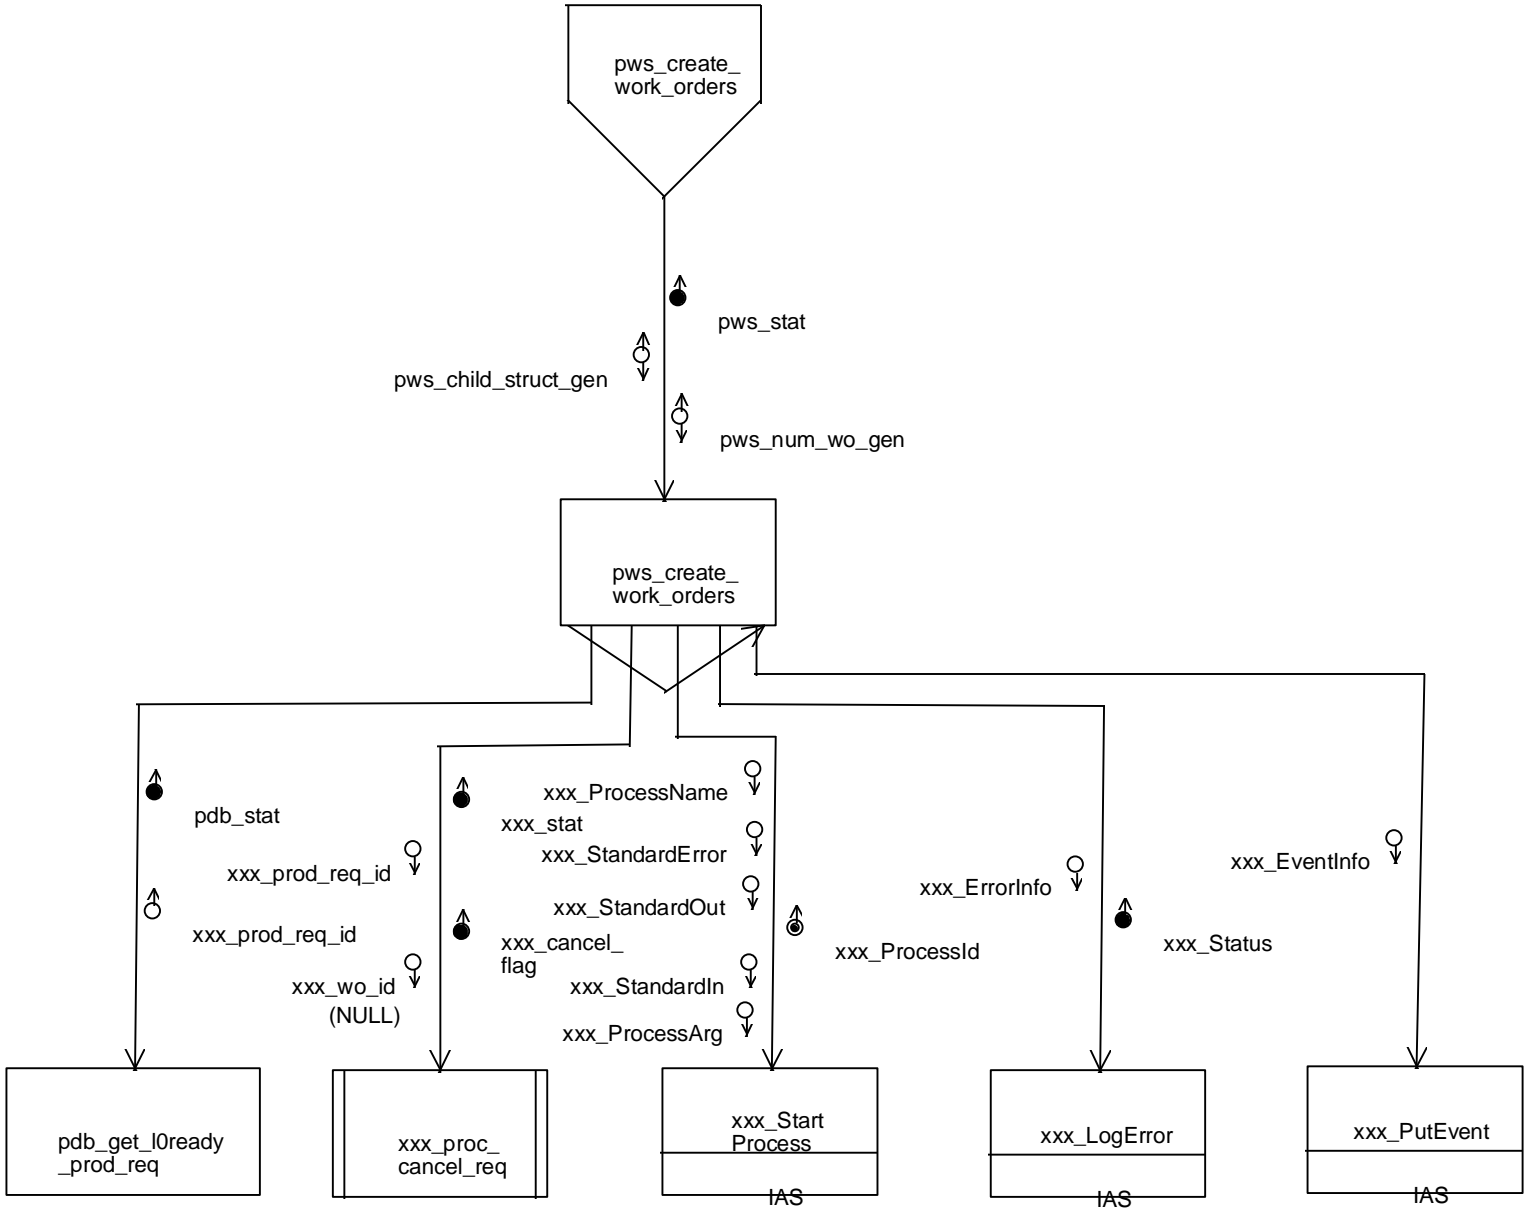 pws_create_
work_orders
pws_stat
pws_child_struct_gen
pws_num_wo_gen
pws_create_
work_orders
pdb_stat
xxx_prod_req_id
xxx_prod_req_id
xxx_stat
xxx_cancel_
flag
xxx_wo_id
(NULL)
xxx_ProcessName
xxx_StandardError
xxx_StandardOut
xxx_StandardIn
xxx_ProcessArg
xxx_ProcessId
xxx_ErrorInfo
xxx_Status
xxx_EventInfo
pdb_get_l0ready
_prod_req
xxx_proc_
cancel_req
xxx_Start
Process
IAS
xxx_LogError
IAS
xxx_PutEvent
IAS